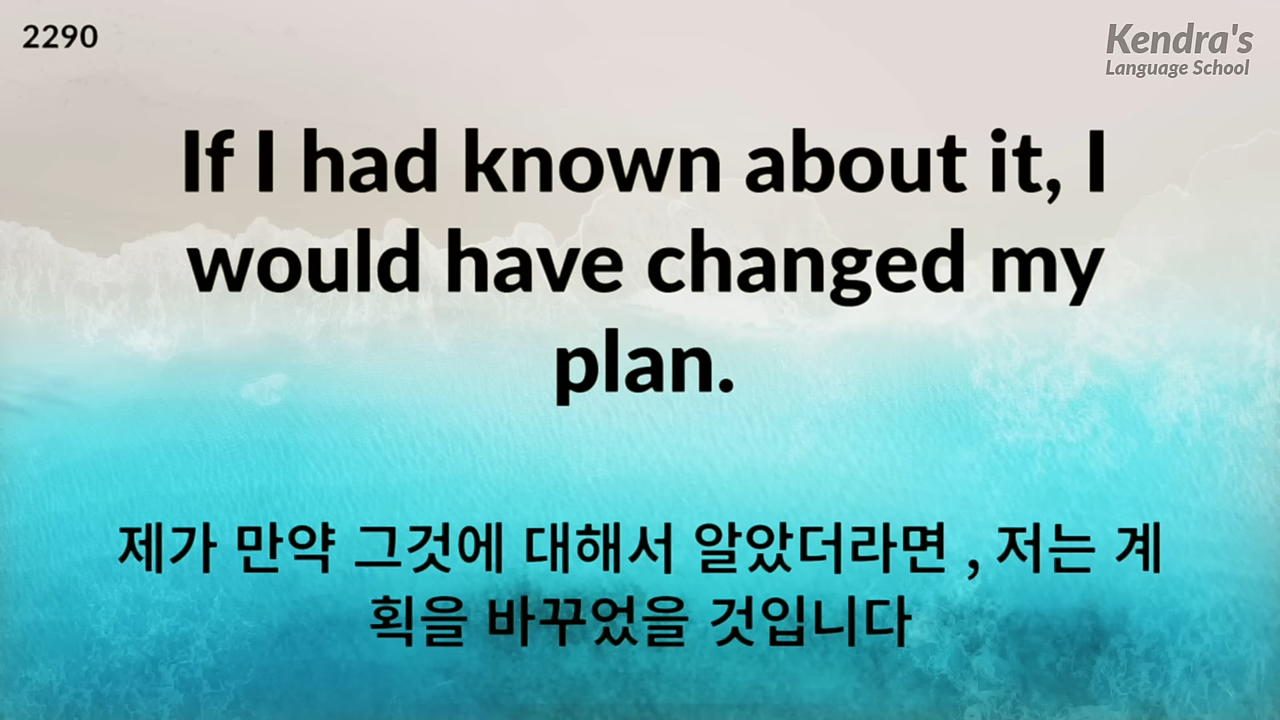 2290
Kendra's
Language School
If I had known about it, I
would have changed my
plan.
제가 만약 그것에 대해서 알았더라면 , 저는 계
획을 바꾸었을 것입니다